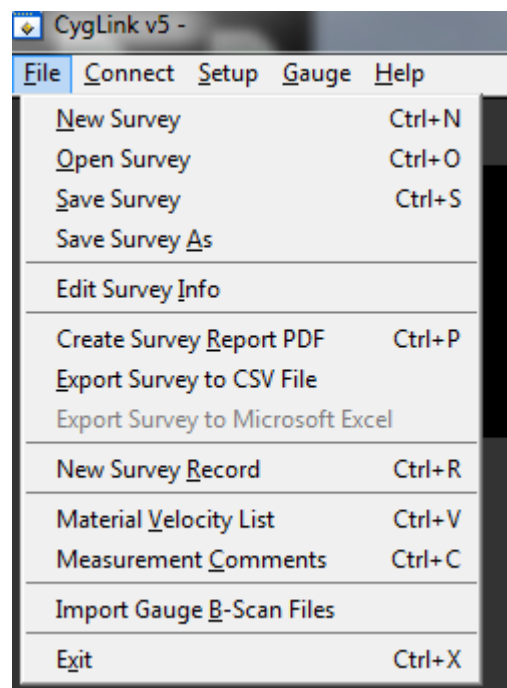 CygLink v5 -
File Connect Setup Gauge Help
New Survey Ctrl+N
Open Survey Ctrl+O
Save Survey Ctrl+S
Save Survey As
Edit Survey Info
Create Survey Report PDF Ctrl+P
Export Survey to CSV File
Export Survey to Microsoft Excel
New Survey Record Ctrl+R
Material Velocity List Ctrl+V
Measurement Comments Ctrl+C
Import Gauge B-Scan Files
Exit Ctrl+X